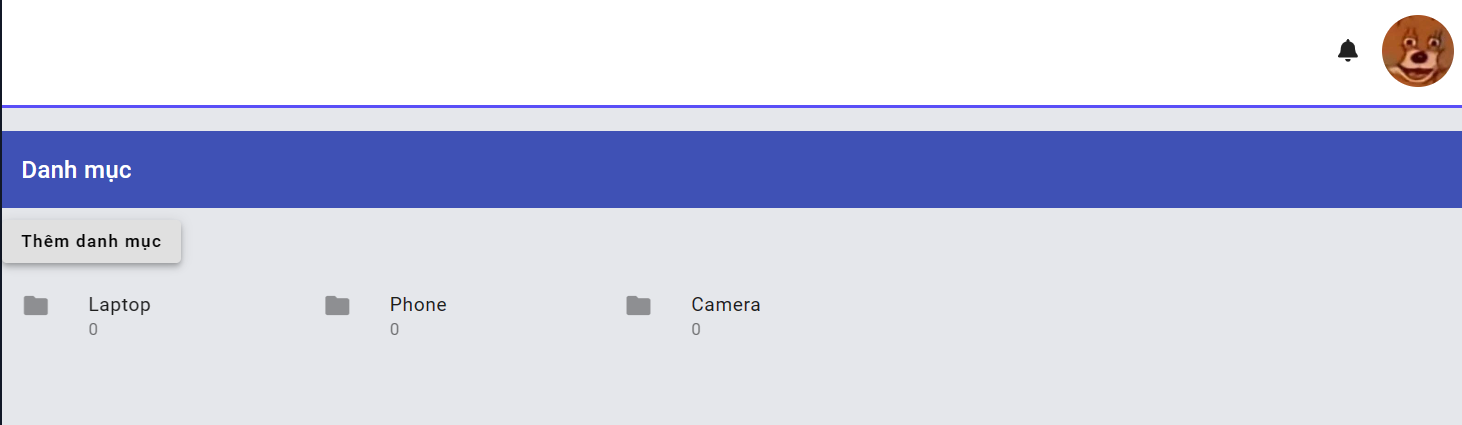 Danh mục
Thêm danh mục
Laptop
0
Phone
0
Camera
0